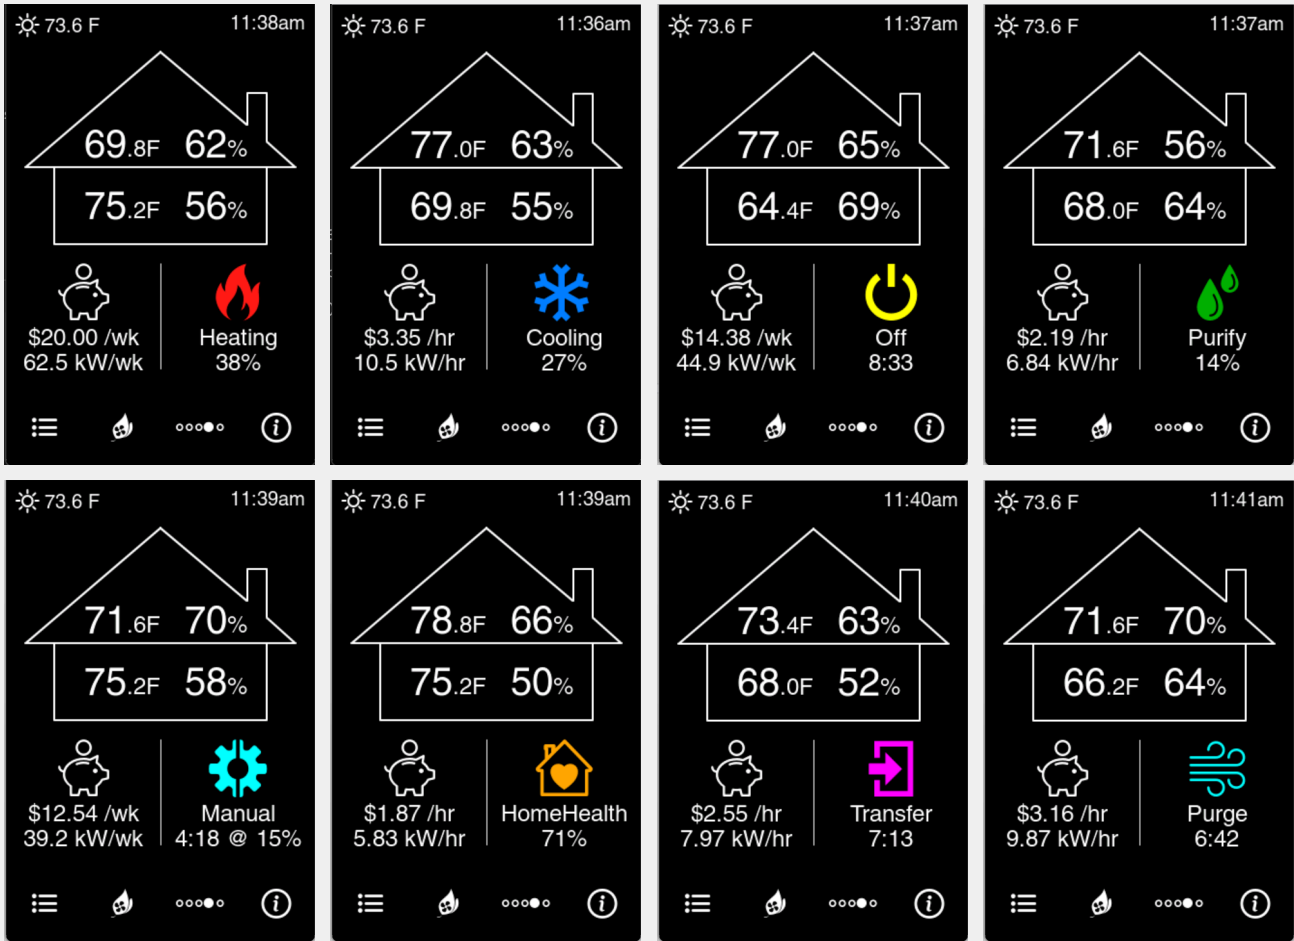 73.6 F 11:38am
69.8F 62%
75.2F 56%
$20.00 /wk Heating
62.5 kW/wk 38%
73.6 F 11:36am
77.0F 63%
69.8F 55%
$3.35 /hr Cooling
10.5 kW/hr 27%
73.6 F 11:37am
77.0F 65%
64.4F 69%
$14.38 /wk Off
44.9 kW/wk 8:33
73.6 F 11:37am
71.6F 56%
68.0F 64%
$2.19 /hr Purify
6.84 kW/hr 14%
73.6 F 11:39am
71.6F 70%
75.2F 58%
$12.54 /wk Manual
39.2 kW/wk 4:18 @ 15%
73.6 F 11:39am
78.8F 66%
75.2F 50%
$1.87 /hr HomeHealth
5.83 kW/hr 71%
73.6 F 11:40am
73.4F 63%
68.0F 52%
$2.55 /hr Transfer
7.97 kW/hr 7:13
73.6 F 11:41am
71.6F 70%
66.2F 64%
$3.16 /hr Purge
9.87 kW/hr 6:42